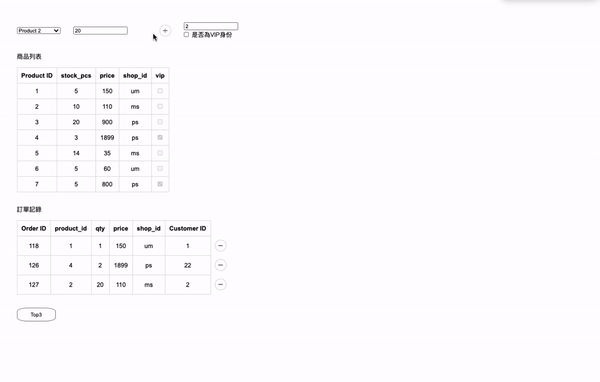 Product 2 20 + 2
是否為VIP身份
商品列表
Product ID stock_pcs price shop_id vip
1 5 150 um
2 10 110 ms
3 20 900 ps
4 3 1899 ps
5 14 35 ms
6 5 60 um
7 5 800 ps
訂單記錄
Order ID product_id qty price shop_id Customer ID
118 1 1 150 um 1 −
126 4 2 1899 ps 22 −
127 2 20 110 ms 2 −
Top3